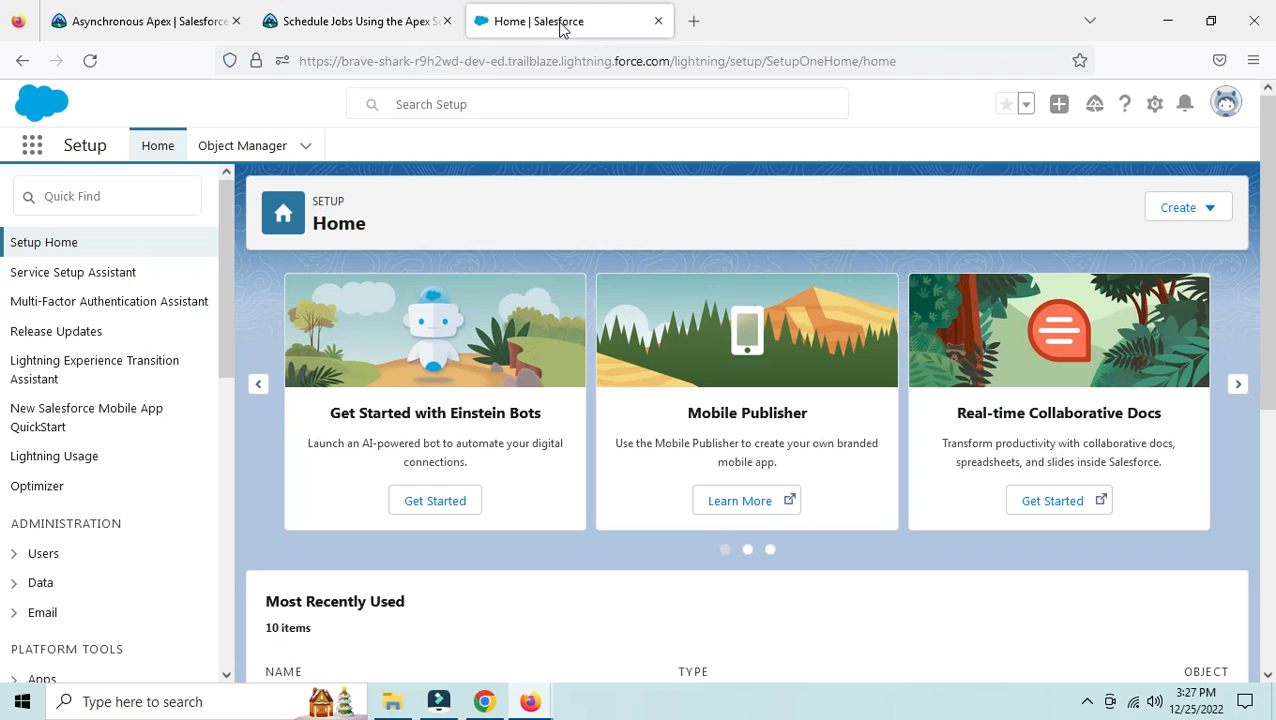 Asynchronous Apex | Salesforce
Schedule Jobs Using the Apex S
Home | Salesforce
https://brave-shark-r9h2wd-dev-ed.trailblaze.lightning.force.com/lightning/setup/SetupOneHome/home
Search Setup
Setup
Home
Object Manager
Quick Find
Setup Home
Service Setup Assistant
Multi-Factor Authentication Assistant
Release Updates
Lightning Experience Transition
Assistant
New Salesforce Mobile App
QuickStart
Lightning Usage
Optimizer
ADMINISTRATION
Users
Data
Email
PLATFORM TOOLS
Apps
SETUP
Home
Create
Get Started with Einstein Bots
Launch an AI-powered bot to automate your digital
connections.
Get Started
Mobile Publisher
Use the Mobile Publisher to create your own branded
mobile app.
Learn More
Real-time Collaborative Docs
Transform productivity with collaborative docs,
spreadsheets, and slides inside Salesforce.
Get Started
Most Recently Used
10 items
NAME
TYPE
OBJECT
Type here to search
3:27 PM
12/25/2022